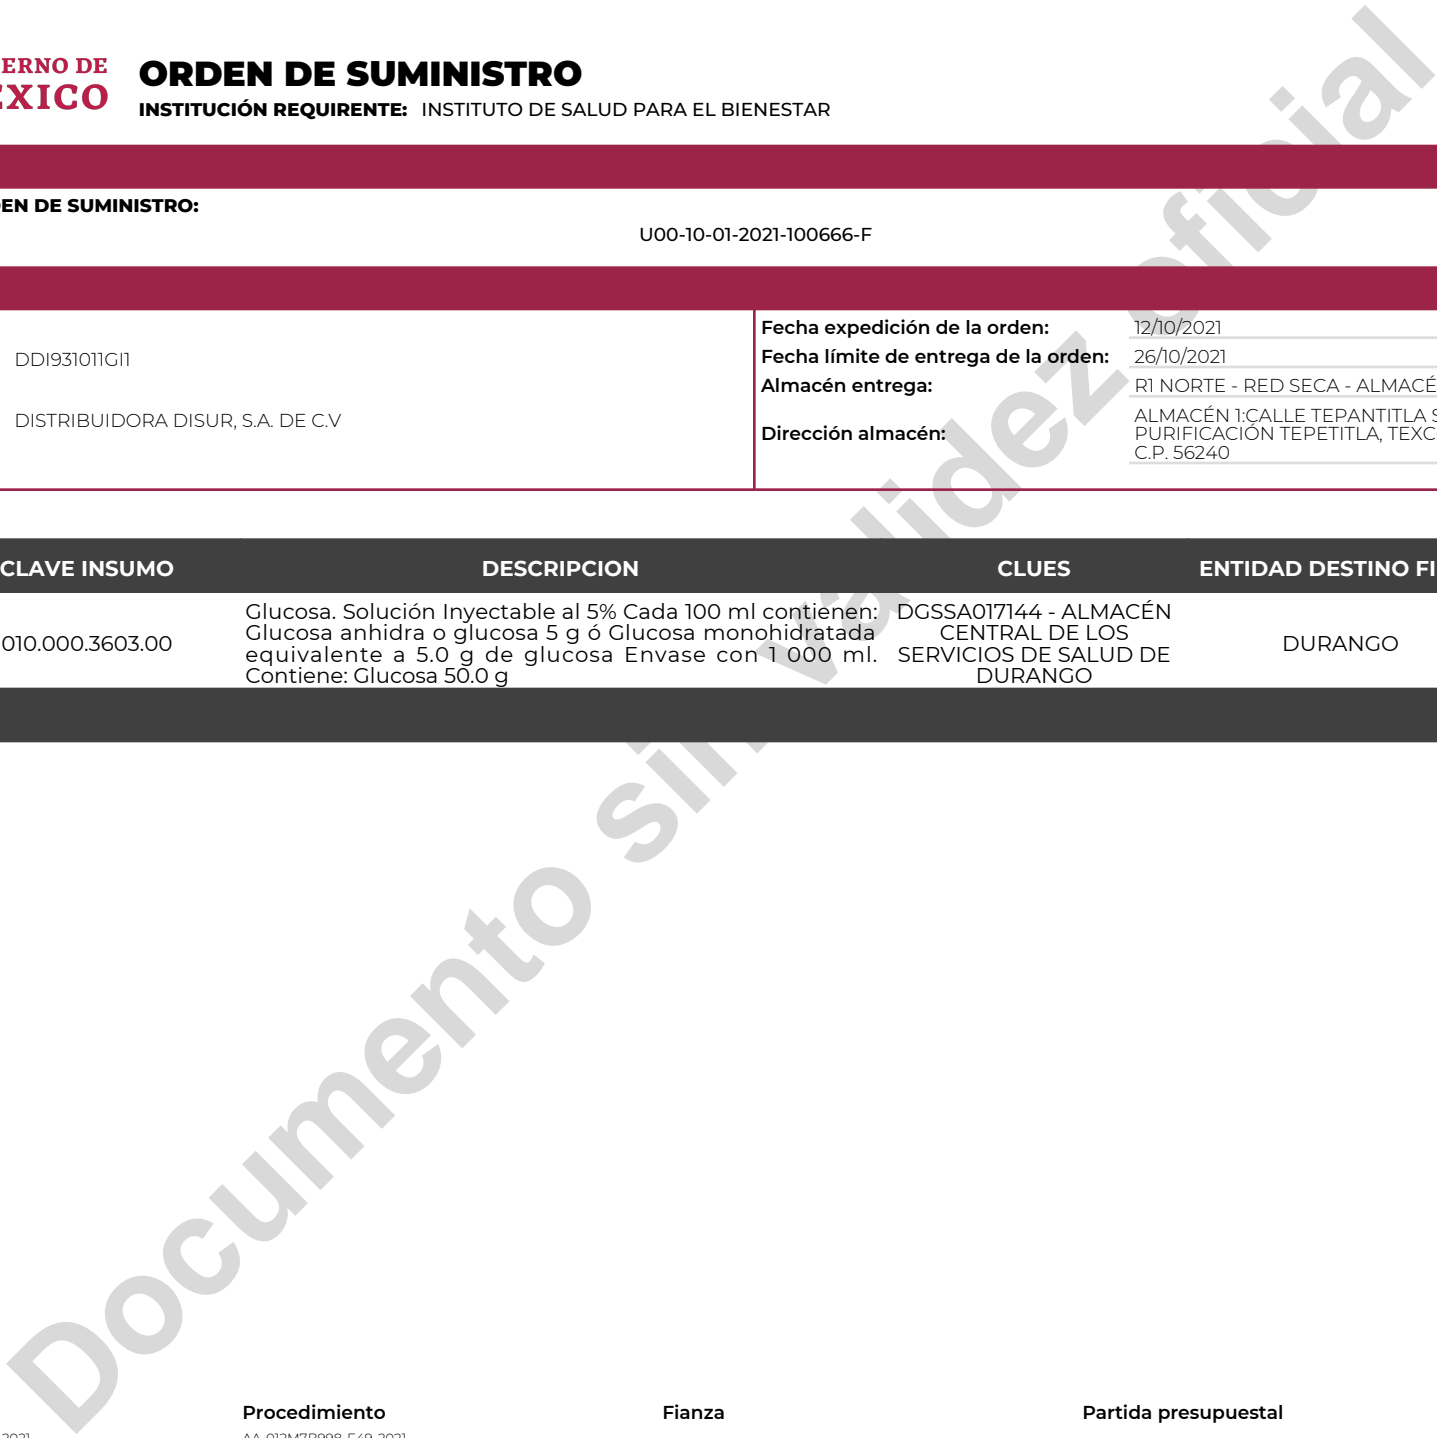 ERNO DE
ÉXICO
ORDEN DE SUMINISTRO
INSTITUCIÓN REQUIRENTE: INSTITUTO DE SALUD PARA EL BIENESTAR
EN DE SUMINISTRO:
U00-10-01-2021-100666-F
DDI931011GI1
DISTRIBUIDORA DISUR, S.A. DE C.V
Fecha expedición de la orden: 12/10/2021
Fecha límite de entrega de la orden: 26/10/2021
Almacén entrega: R1 NORTE - RED SECA - ALMACÉ
Dirección almacén:
ALMACÉN 1:CALLE TEPANTITLA S
PURIFICACIÓN TEPETITLA, TEXC
C.P. 56240
CLAVE INSUMO DESCRIPCION CLUES ENTIDAD DESTINO FI
010.000.3603.00
Glucosa. Solución Inyectable al 5% Cada 100 ml contienen:
Glucosa anhidra o glucosa 5 g ó Glucosa monohidratada
equivalente a 5.0 g de glucosa Envase con 1 000 ml.
Contiene: Glucosa 50.0 g
DGSSA017144 - ALMACÉN
CENTRAL DE LOS
SERVICIOS DE SALUD DE
DURANGO
DURANGO
Documento sin validez oficial
Procedimiento Fianza Partida presupuestal